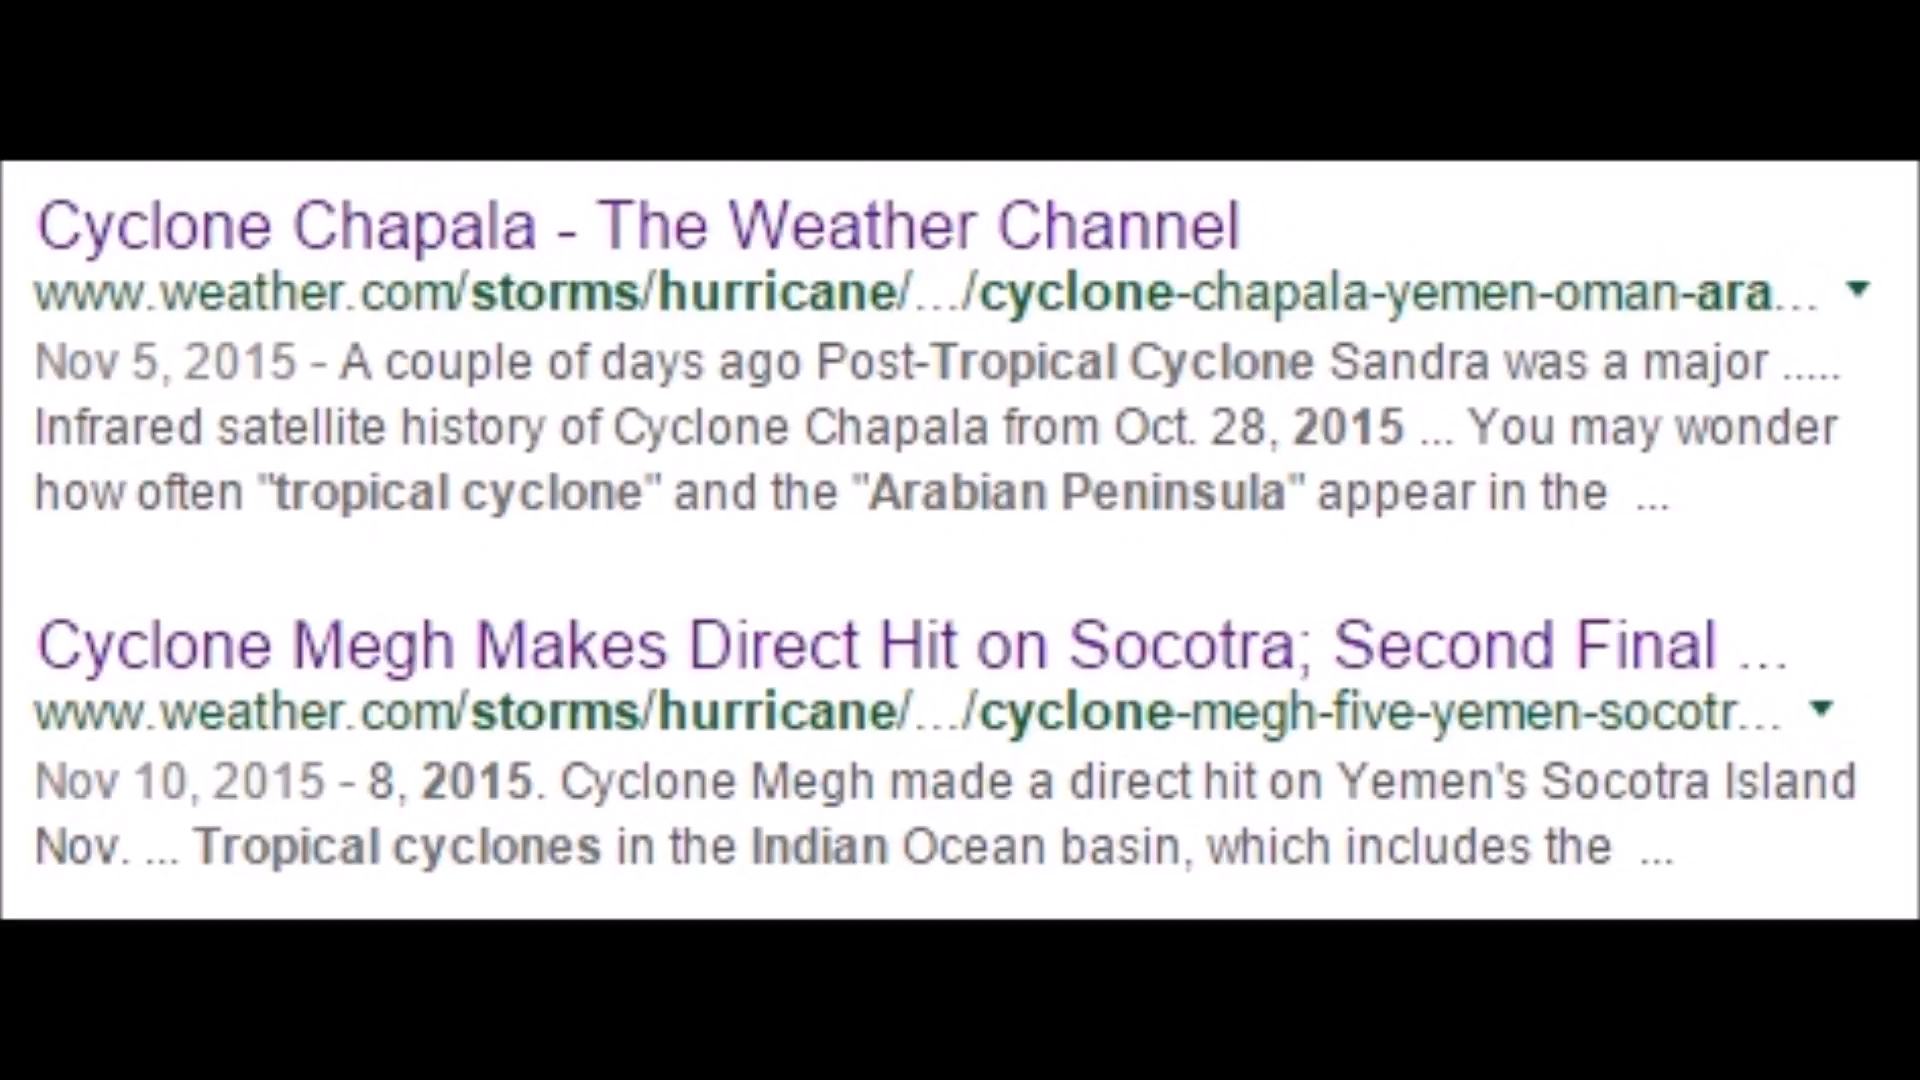 Cyclone Chapala - The Weather Channel
www.weather.com/storms/hurricane/.../cyclone-chapala-yemen-oman-ara...
Nov 5, 2015 - A couple of days ago Post-Tropical Cyclone Sandra was a major .....
Infrared satellite history of Cyclone Chapala from Oct. 28, 2015 ... You may wonder
how often "tropical cyclone" and the "Arabian Peninsula" appear in the ...
Cyclone Megh Makes Direct Hit on Socotra; Second Final ...
www.weather.com/storms/hurricane/.../cyclone-megh-five-yemen-socotr...
Nov 10, 2015 - 8, 2015. Cyclone Megh made a direct hit on Yemen's Socotra Island
Nov. ... Tropical cyclones in the Indian Ocean basin, which includes the ...